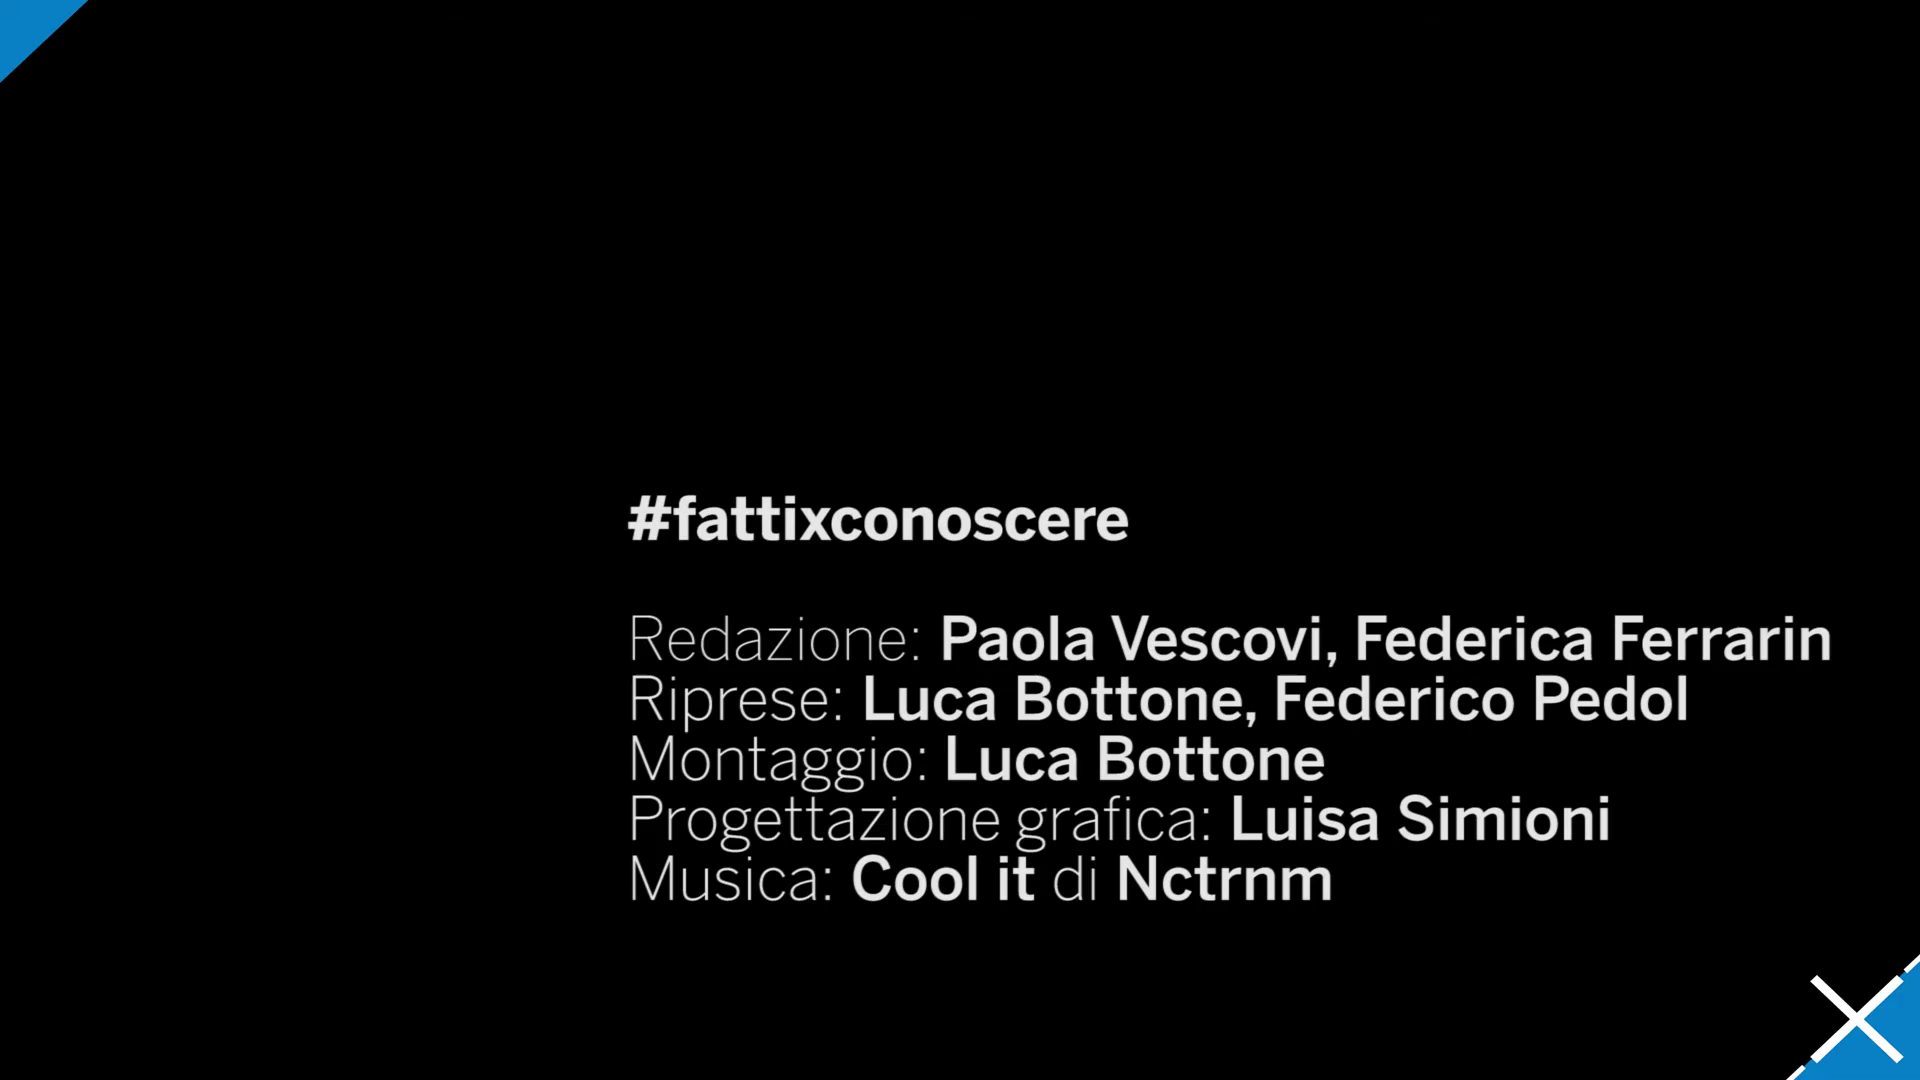 #fattixconoscere
Redazione: Paola Vescovi, Federica Ferrarin
Riprese: Luca Bottone, Federico Pedol
Montaggio: Luca Bottone
Progettazione grafica: Luisa Simioni
Musica: Cool it di Nctrnm